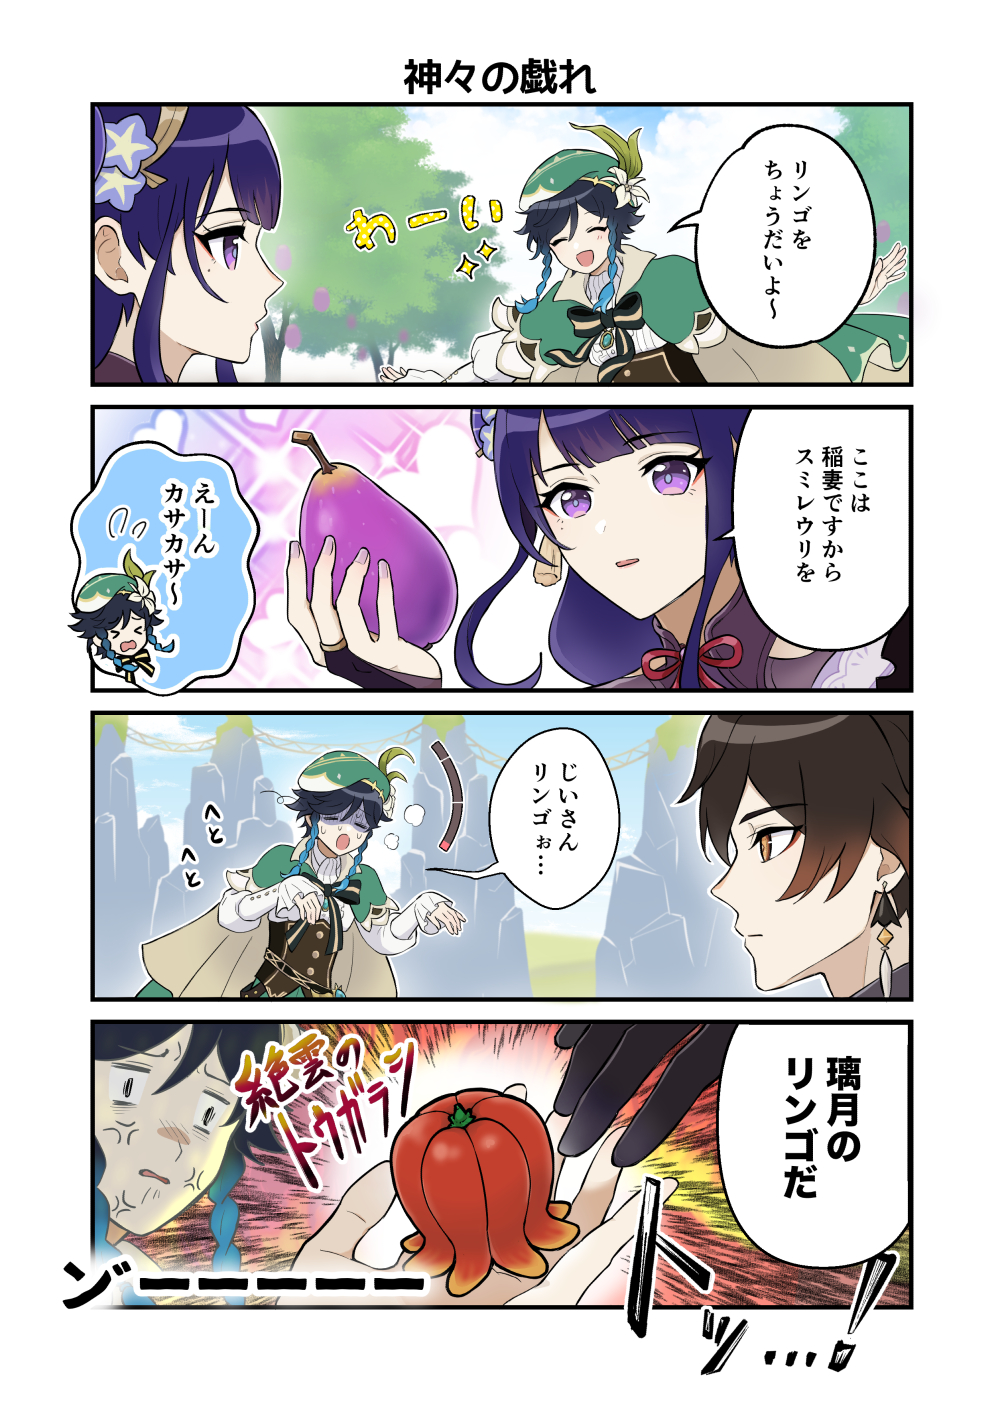 神々の戯れ
リンゴを
ちょうだいよ～
わーい
ここは
稲妻ですから
スミレウリを
えーん
カサカサ～
じいさん
リンゴぉ…
へと
へと
璃月の
リンゴだ
絶雲の
トウガラシ
ドッ…!
ゾーーーーー